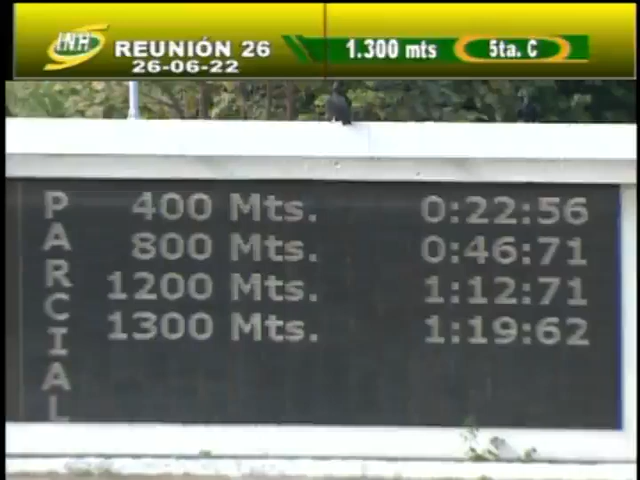 INH
REUNIÓN 26
26-06-22
1.300 mts
5ta. C
PARCIAL
400 Mts. 0:22:56
800 Mts. 0:46:71
1200 Mts. 1:12:71
1300 Mts. 1:19:62